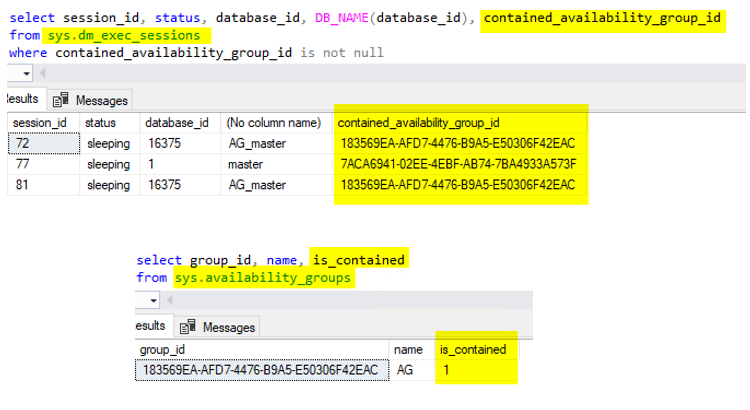 select session_id, status, database_id, DB_NAME(database_id), contained_availability_group_id
from sys.dm_exec_sessions
where contained_availability_group_id is not null
Results Messages
session_id status database_id (No column name) contained_availability_group_id
72 sleeping 16375 AG_master 183569EA-AFD7-4476-B9A5-E50306F42EAC
77 sleeping 1 master 7ACA6941-02EE-4EBF-AB74-7BA4933A573F
81 sleeping 16375 AG_master 183569EA-AFD7-4476-B9A5-E50306F42EAC
select group_id, name, is_contained
from sys.availability_groups
esults Messages
group_id name is_contained
183569EA-AFD7-4476-B9A5-E50306F42EAC AG 1